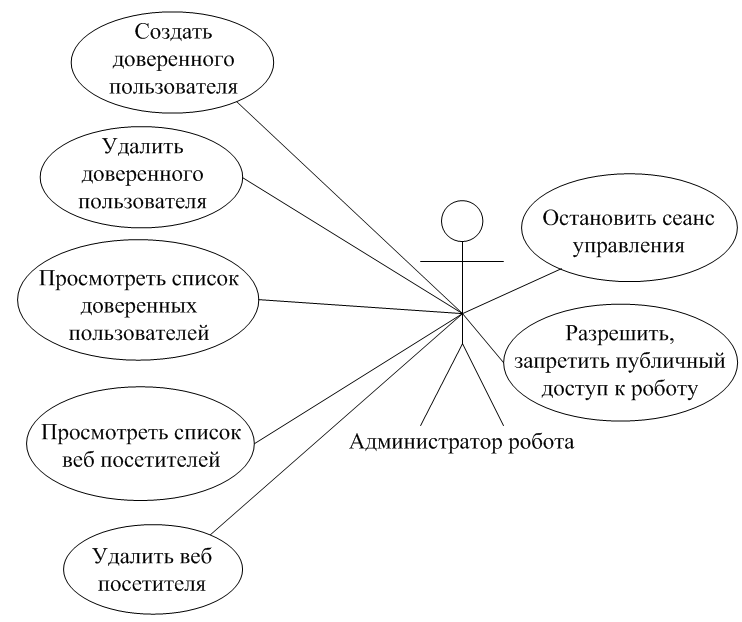 Создать
доверенного
пользователя
Удалить
доверенного
пользователя
Просмотреть список
доверенных
пользователей
Просмотреть список
веб посетителей
Удалить веб
посетителя
Остановить сеанс
управления
Разрешить,
запретить публичный
доступ к роботу
Администратор робота